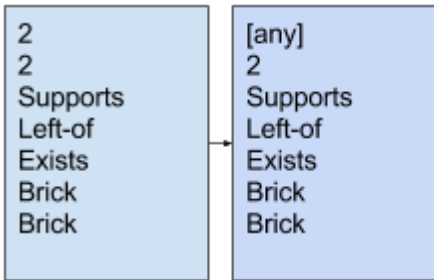 2
2
Supports
Left-of
Exists
Brick
Brick
[any]
2
Supports
Left-of
Exists
Brick
Brick